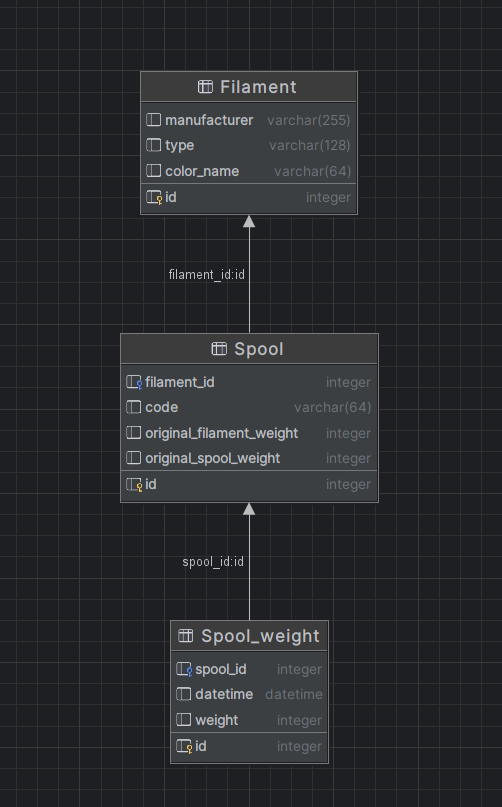 Filament
manufacturer varchar(255)
type varchar(128)
color_name varchar(64)
id integer
filament_id:id
Spool
filament_id integer
code varchar(64)
original_filament_weight integer
original_spool_weight integer
id integer
spool_id:id
Spool_weight
spool_id integer
datetime datetime
weight integer
id integer